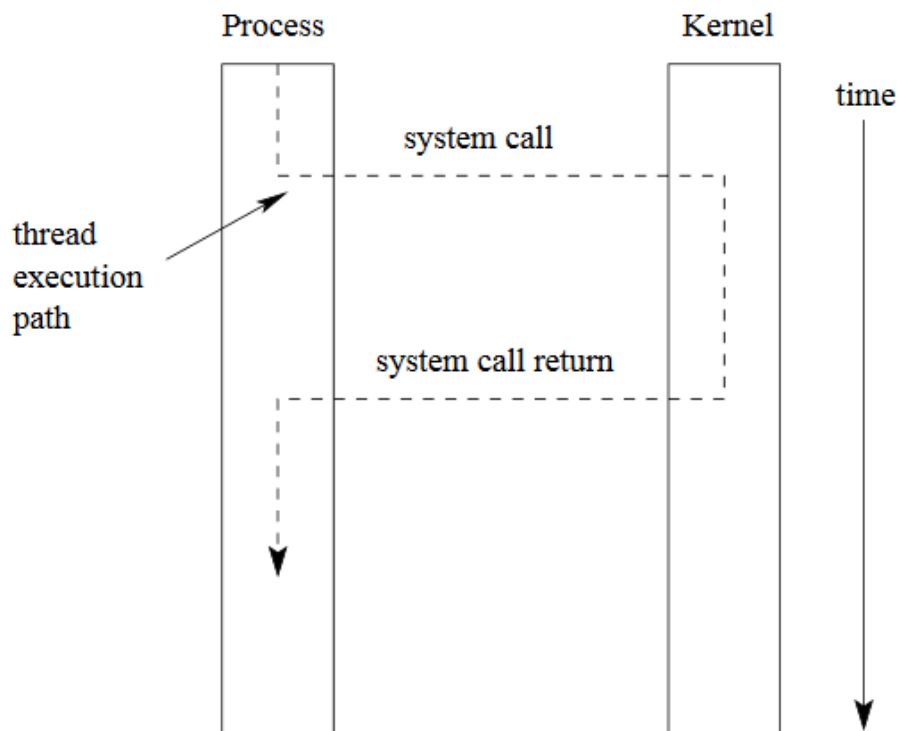 Process
Kernel
time
system call
thread
execution
path
system call return